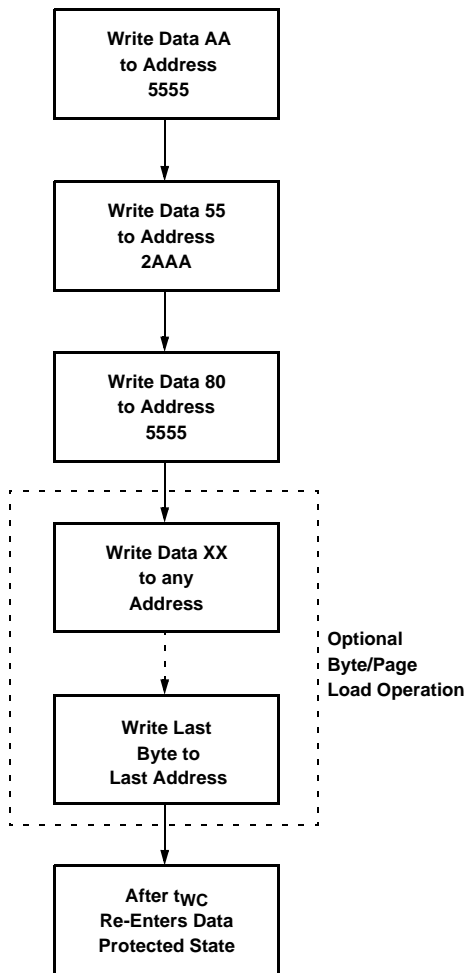 Write Data AA
to Address
5555
Write Data 55
to Address
2AAA
Write Data 80
to Address
5555
Write Data XX
to any
Address
Optional
Byte/Page
Load Operation
Write Last
Byte to
Last Address
After tWC
Re-Enters Data
Protected State